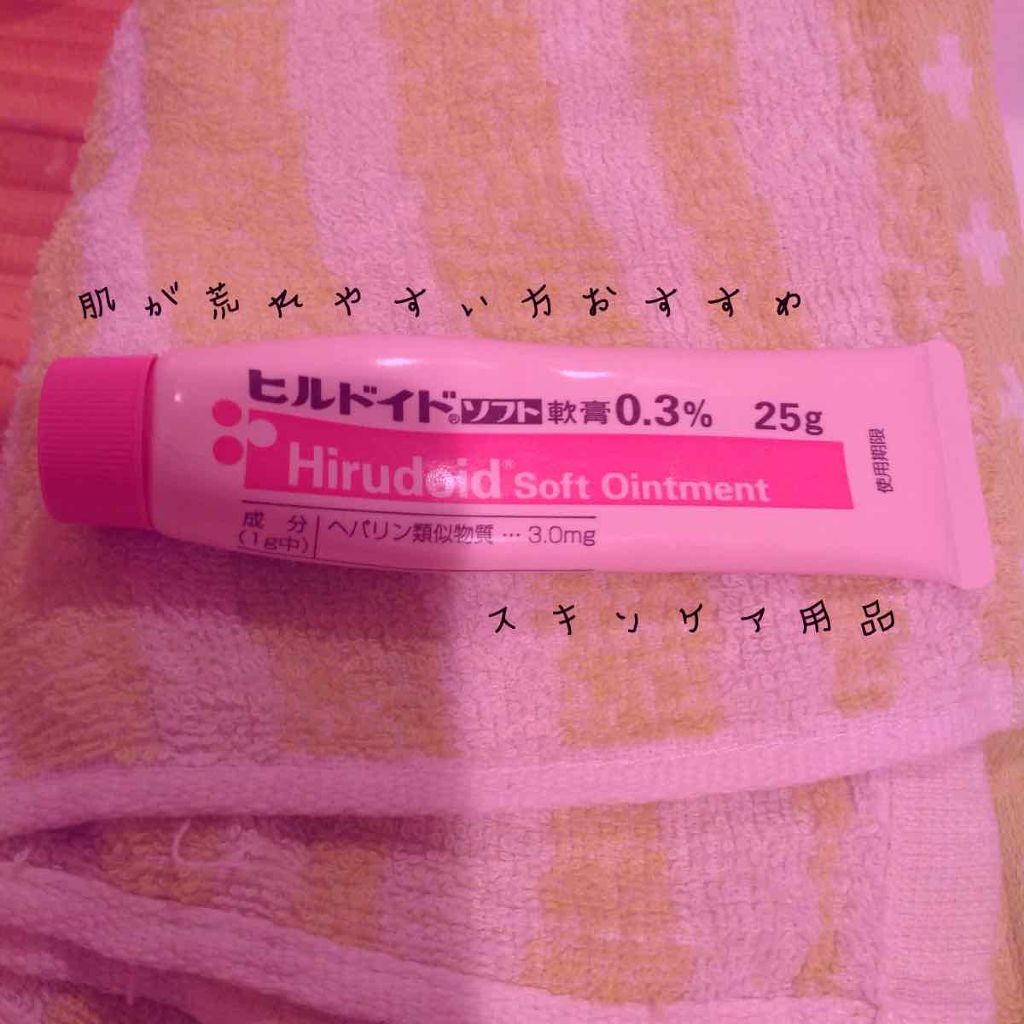 肌が荒れやすい方おすすめ
ヒルドイド®ソフト軟膏0.3% 25g
Hirudoid® Soft Ointment
使用期限
成分
(1g中)
ヘパリン類似物質…3.0mg
スキンケア用品